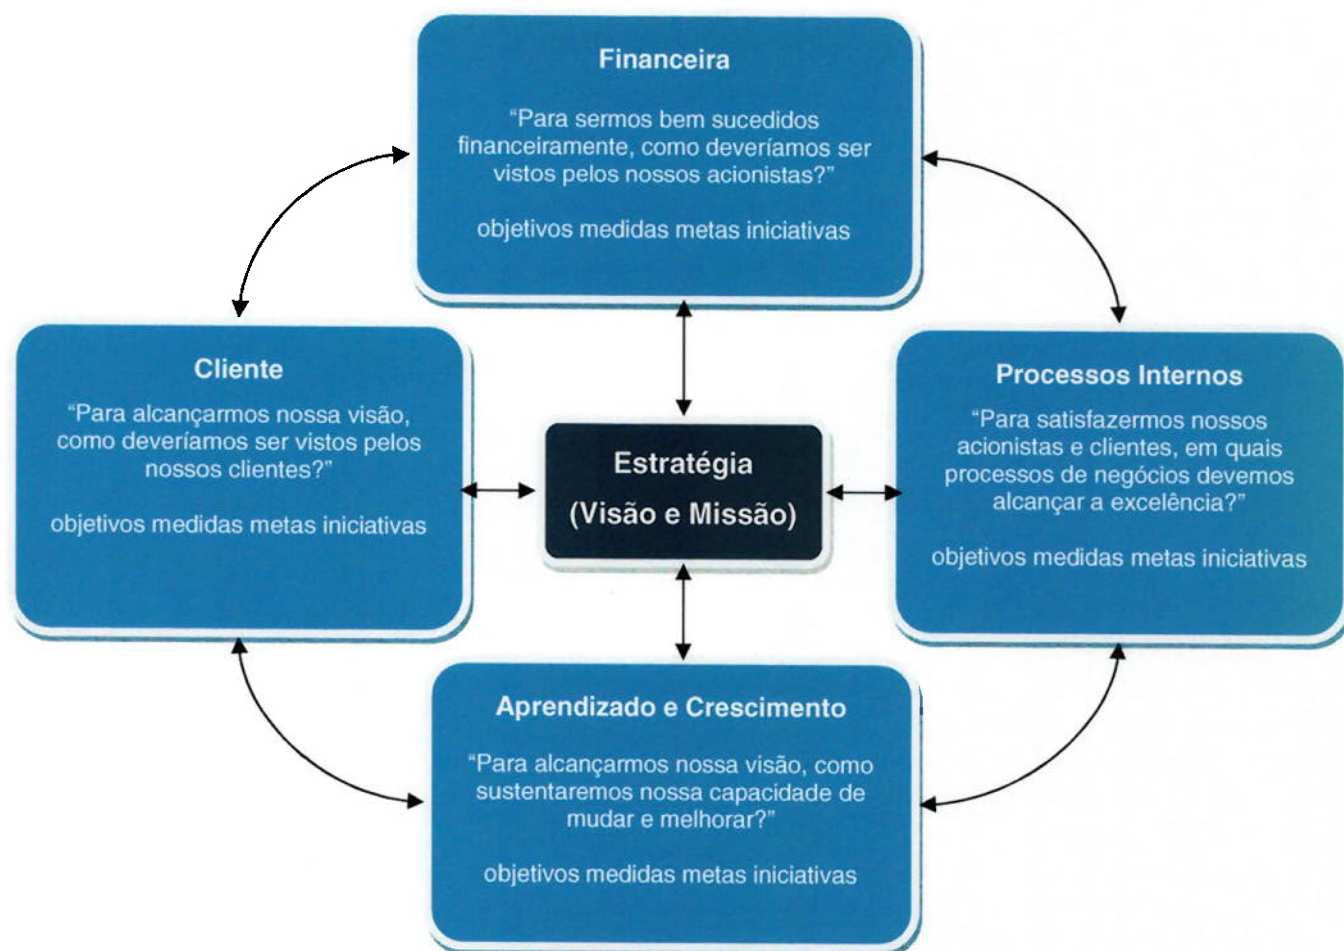 Financeira
“Para sermos bem sucedidos
financeiramente, como deveríamos ser
vistos pelos nossos acionistas?”
objetivos medidas metas iniciativas
Cliente
“Para alcançarmos nossa visão,
como deveríamos ser vistos pelos
nossos clientes?”
objetivos medidas metas iniciativas
Estratégia
(Visão e Missão)
Processos Internos
“Para satisfazermos nossos
acionistas e clientes, em quais
processos de negócios devemos
alcançar a excelência?”
objetivos medidas metas iniciativas
Aprendizado e Crescimento
“Para alcançarmos nossa visão, como
sustentaremos nossa capacidade de
mudar e melhorar?”
objetivos medidas metas iniciativas